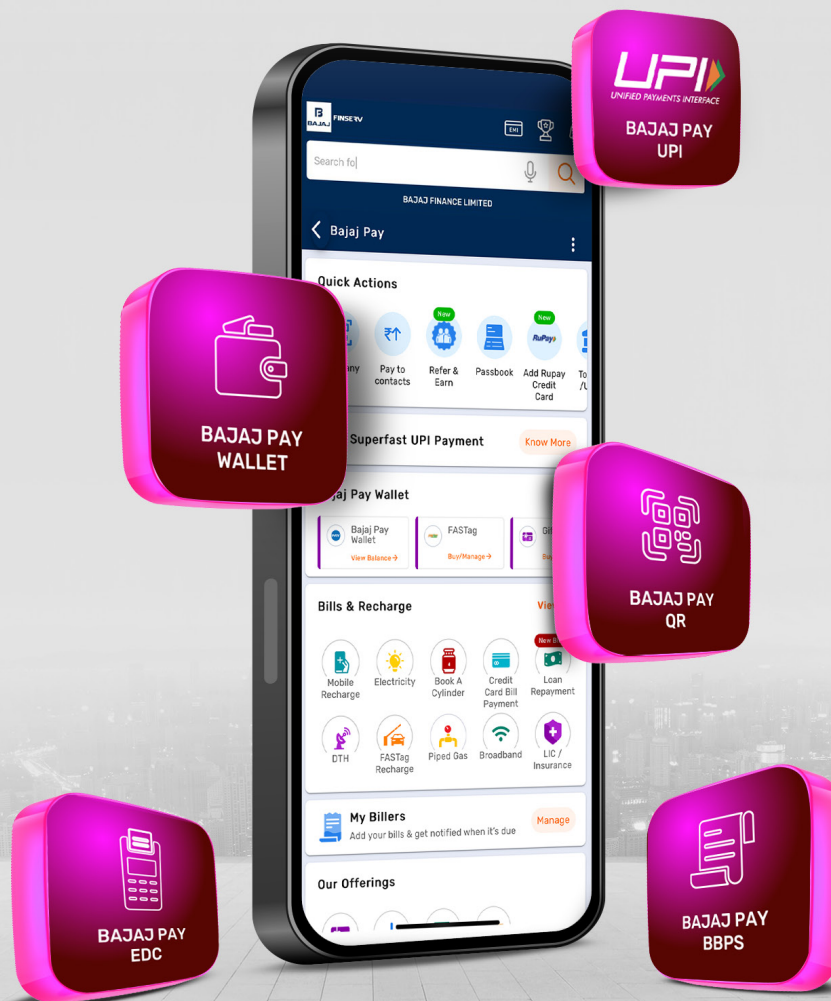 UPI
UNIFIED PAYMENTS INTERFACE
BAJAJ PAY
UPI
B
BAJAJ FINSERV
EMI
Search fo
BAJAJ FINANCE LIMITED
Bajaj Pay
Quick Actions
New
New
RuPay
Pay to
contacts
Refer &
Earn
Passbook
Add Rupay
Credit
Card
BAJAJ PAY
WALLET
Superfast UPI Payment
Know More
Pay Wallet
Bajaj Pay
Wallet
View Balance→
FASTag
Buy/Manage→
BAJAJ PAY
QR
Bills & Recharge
Mobile
Recharge
Electricity
Book A
Cylinder
Credit
Card Bill
Payment
New
Loan
Repayment
DTH
FASTag
Recharge
Piped Gas
Broadband
LIC /
Insurance
My Billers
Add your bills & get notified when it's due
Manage
Our Offerings
BAJAJ PAY
EDC
BAJAJ PAY
BBPS